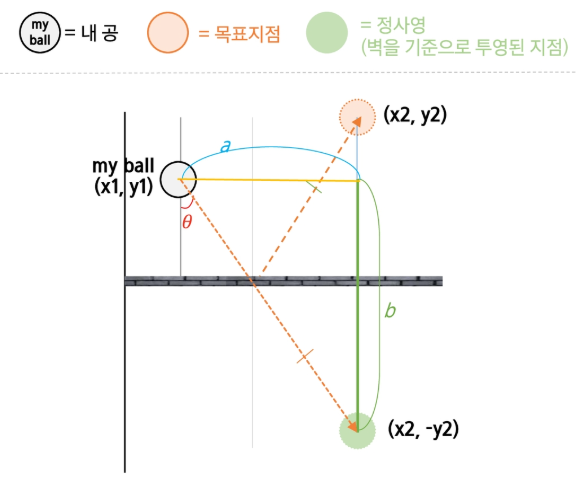 my
ball
= 내 공
= 목표지점
= 정사영
(벽을 기준으로 투영된 지점)
(x2, y2)
a
my ball
(x1, y1)
θ
b
(x2, -y2)